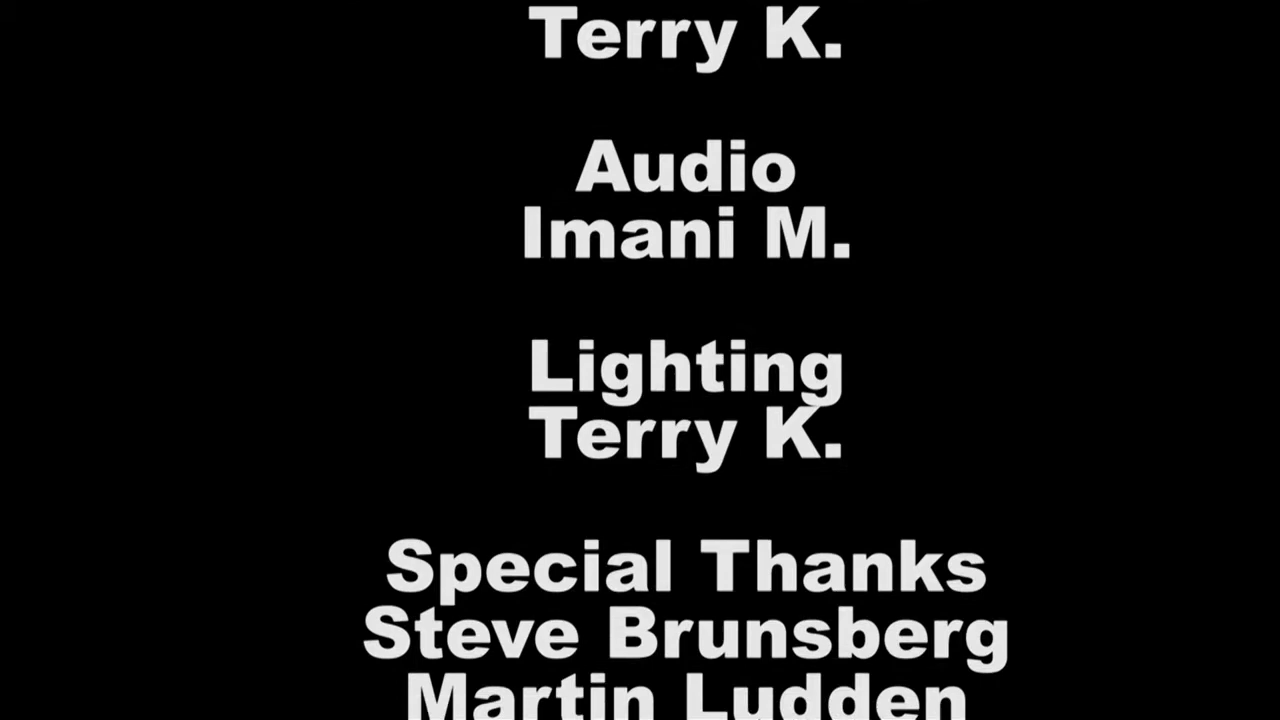 Terry K.
Audio
Imani M.
Lighting
Terry K.
Special Thanks
Steve Brunsberg
Martin Ludden